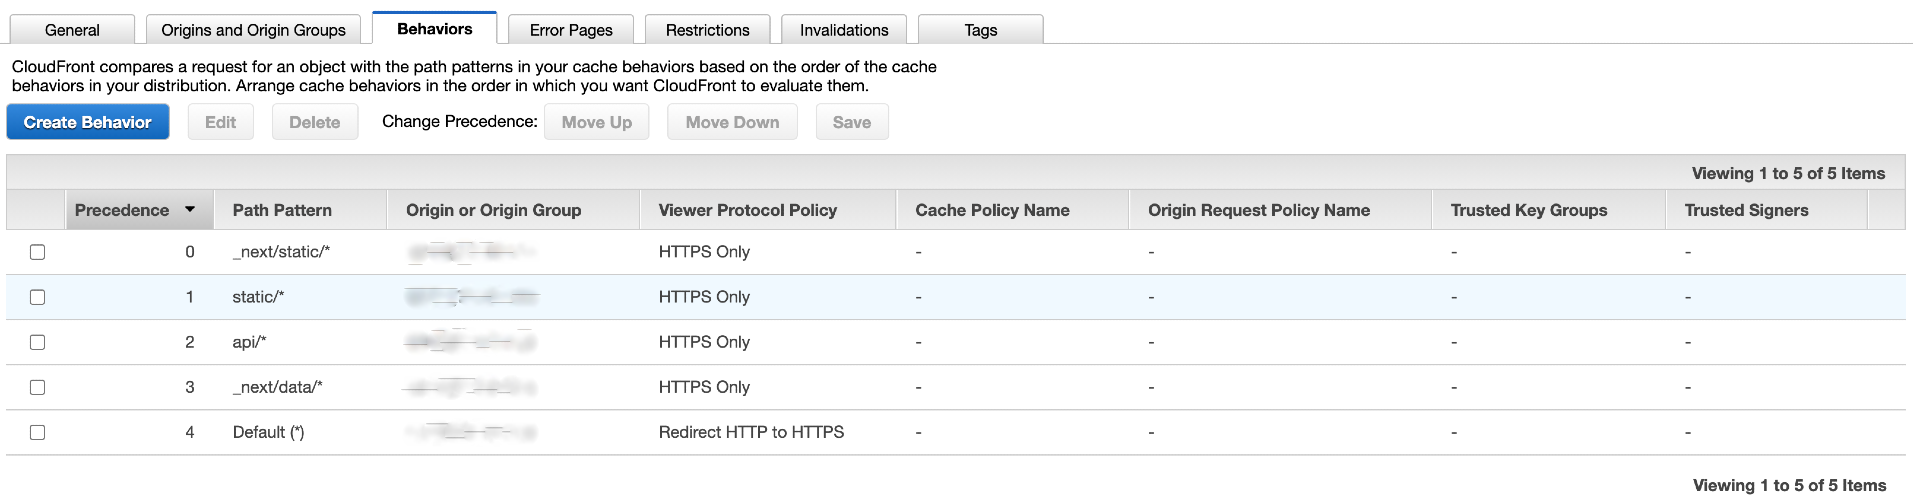 General Origins and Origin Groups Behaviors Error Pages Restrictions Invalidations Tags
CloudFront compares a request for an object with the path patterns in your cache behaviors based on the order of the cache
behaviors in your distribution. Arrange cache behaviors in the order in which you want CloudFront to evaluate them.
Create Behavior Edit Delete Change Precedence: Move Up Move Down Save
Viewing 1 to 5 of 5 Items
Precedence Path Pattern Origin or Origin Group Viewer Protocol Policy Cache Policy Name Origin Request Policy Name Trusted Key Groups Trusted Signers
0 _next/static/* HTTPS Only - - - -
1 static/* HTTPS Only - - - -
2 api/* HTTPS Only - - - -
3 _next/data/* HTTPS Only - - - -
4 Default (*) Redirect HTTP to HTTPS - - - -
Viewing 1 to 5 of 5 Items